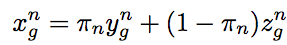 x_g^n = π_n y_g^n + (1 − π_n) z_g^n